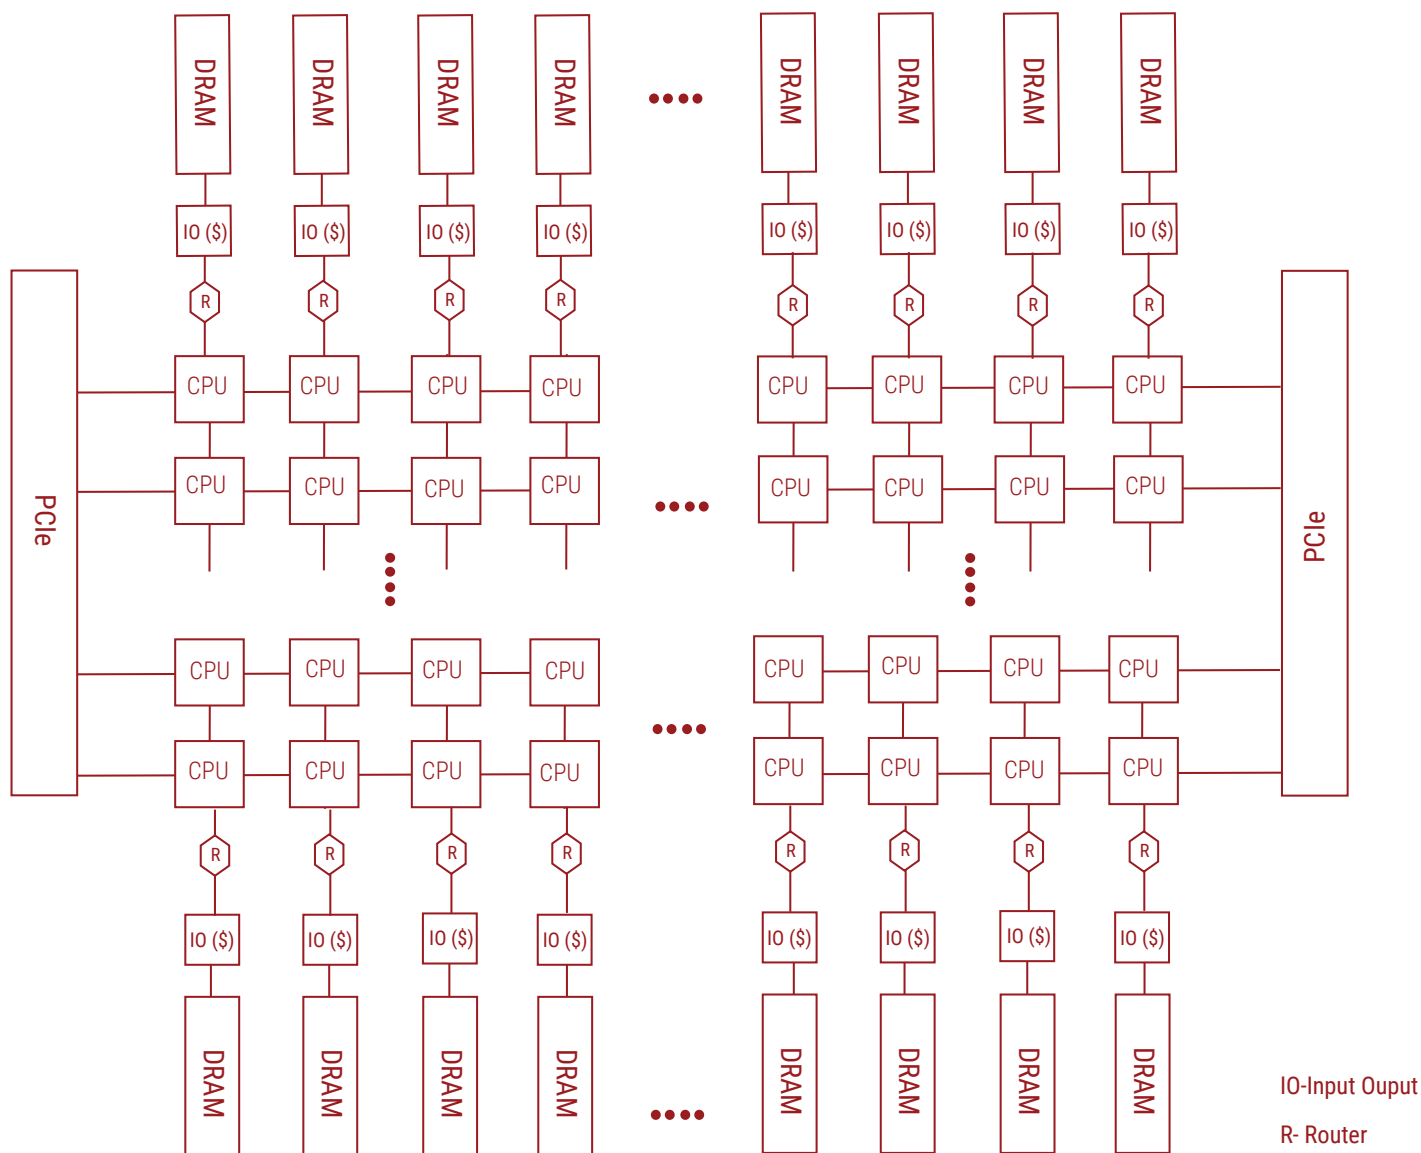 DRAM DRAM DRAM DRAM DRAM DRAM DRAM DRAM
IO ($) IO ($) IO ($) IO ($) IO ($) IO ($) IO ($) IO ($)
R R R R R R R R
CPU CPU CPU CPU CPU CPU CPU CPU
CPU CPU CPU CPU CPU CPU CPU CPU
PCIe PCIe
CPU CPU CPU CPU CPU CPU CPU CPU
CPU CPU CPU CPU CPU CPU CPU CPU
R R R R R R R R
IO ($) IO ($) IO ($) IO ($) IO ($) IO ($) IO ($) IO ($)
DRAM DRAM DRAM DRAM DRAM DRAM DRAM DRAM
IO-Input Ouput
R- Router